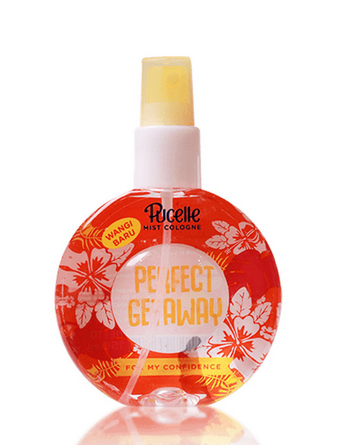 Pucelle
MIST COLOGNE
WANGI
BARU
PERFECT
GETAWAY
FOR MY CONFIDENCE